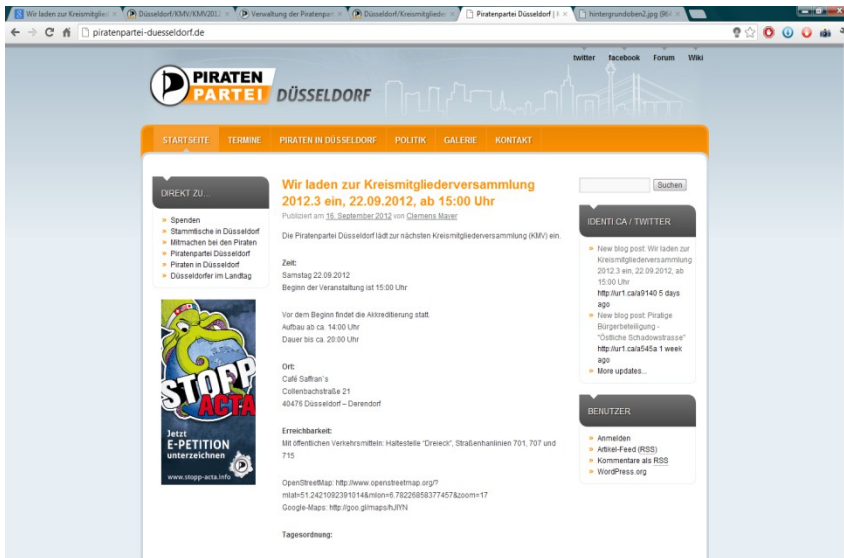 Wir laden zur Kreismitglied
Düsseldorf/KMV/KMV2012
Verwaltung der Piratenpart
Düsseldorf/Kreismitglieder
Piratenpartei Düsseldorf |
hintergrundoben2.jpg (96
piratenpartei-duesseldorf.de
twitter facebook Forum Wiki
PIRATEN
PARTEI
DÜSSELDORF
STARTSEITE TERMINE PIRATEN IN DÜSSELDORF POLITIK GALERIE KONTAKT
DIREKT ZU...
» Spenden
» Stammtische in Düsseldorf
» Mitmachen bei den Piraten
» Piratenpartei Düsseldorf
» Piraten in Düsseldorf
» Düsseldorfer im Landtag
STOPP
ACTA
Jetzt
E-PETITION
unterzeichnen
www.stopp-acta.info
Wir laden zur Kreismitgliederversammlung
2012.3 ein, 22.09.2012, ab 15:00 Uhr
Publiziert am 16. September 2012 von Clemens Mayer
Die Piratenpartei Düsseldorf lädt zur nächsten Kreismitgliederversammlung (KMV) ein.
Zeit:
Samstag 22.09.2012
Beginn der Veranstaltung ist 15:00 Uhr
Vor dem Beginn findet die Akkreditierung statt.
Aufbau ab ca. 14:00 Uhr
Dauer bis ca. 20:00 Uhr
Ort:
Café Saffran´s
Collenbachstraße 21
40476 Düsseldorf – Derendorf
Erreichbarkeit:
Mit öffentlichen Verkehrsmitteln: Haltestelle "Dreieck", Straßenhanlinien 701, 707 und
715
OpenStreetMap: http://www.openstreetmap.org/?
mlat=51.2421092391014&mlon=6.78226858377457&zoom=17
Google-Maps: http://goo.gl/maps/hJIYN
Tagesordnung:
Suchen
IDENTI.CA / TWITTER
» New blog post: Wir laden zur
Kreismitgliederversammlung
2012.3 ein, 22.09.2012, ab
15:00 Uhr
http://ur1.ca/a9140 5 days
ago
» New blog post: Piratige
Bürgerbeteiligung -
"Östliche Schadowstrasse"
http://ur1.ca/a545a 1 week
ago
» More updates...
BENUTZER
» Anmelden
» Artikel-Feed (RSS)
» Kommentare als RSS
» WordPress.org